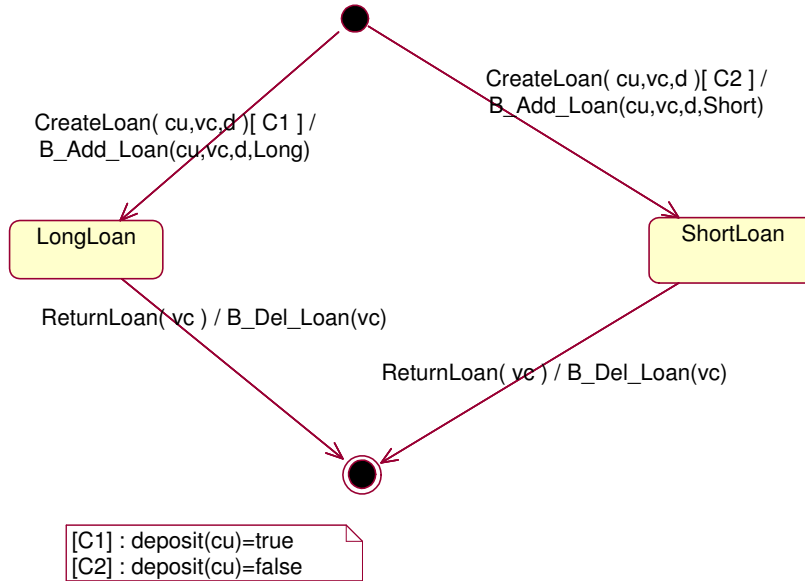 CreateLoan( cu,vc,d )[ C2 ] /
B_Add_Loan(cu,vc,d,Short)
CreateLoan( cu,vc,d )[ C1 ] /
B_Add_Loan(cu,vc,d,Long)
LongLoan
ShortLoan
ReturnLoan( vc ) / B_Del_Loan(vc)
ReturnLoan( vc ) / B_Del_Loan(vc)
[C1] : deposit(cu)=true
[C2] : deposit(cu)=false